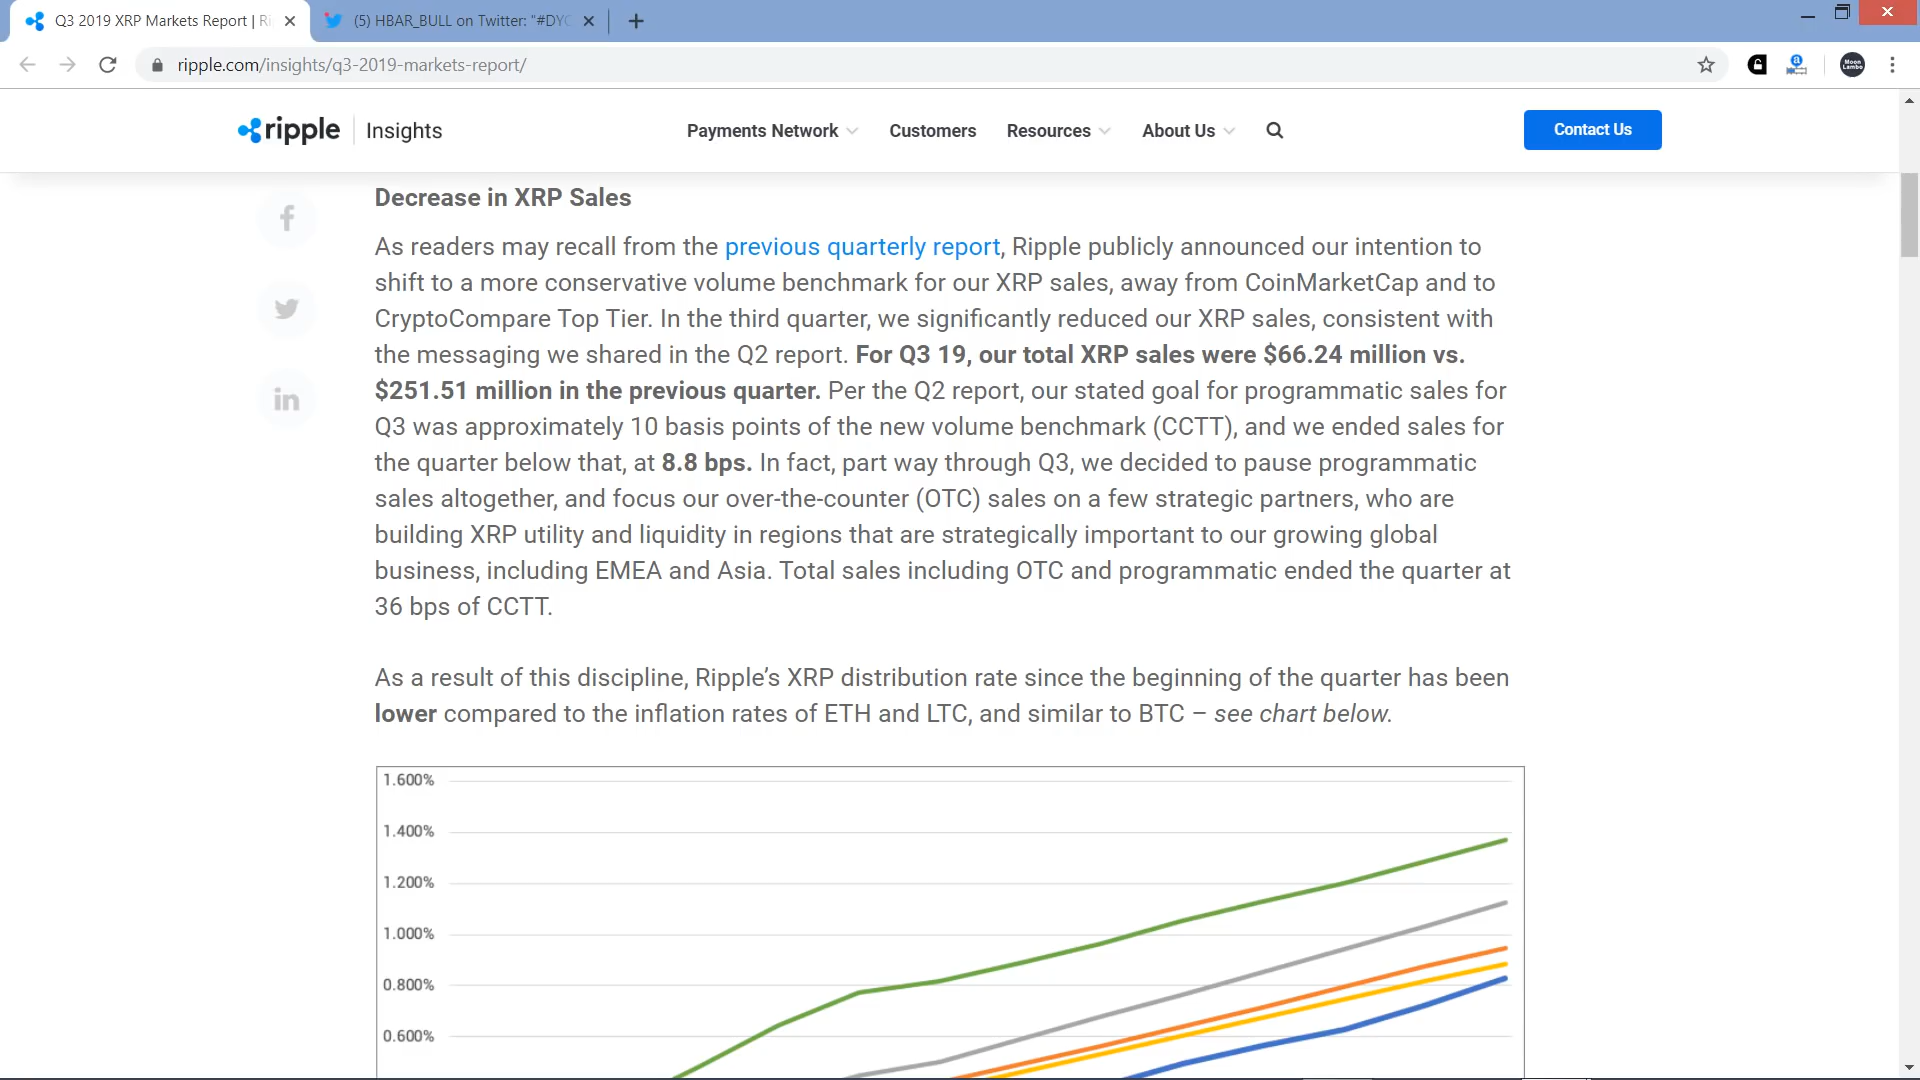 Q3 2019 XRP Markets Report | Ri
(5) HBAR_BULL on Twitter: "#DYO
ripple.com/insights/q3-2019-markets-report/
Moon Lambo
ripple Insights
Payments Network Customers Resources About Us
Contact Us
Decrease in XRP Sales
As readers may recall from the previous quarterly report, Ripple publicly announced our intention to
shift to a more conservative volume benchmark for our XRP sales, away from CoinMarketCap and to
CryptoCompare Top Tier. In the third quarter, we significantly reduced our XRP sales, consistent with
the messaging we shared in the Q2 report. For Q3 19, our total XRP sales were $66.24 million vs.
$251.51 million in the previous quarter. Per the Q2 report, our stated goal for programmatic sales for
Q3 was approximately 10 basis points of the new volume benchmark (CCTT), and we ended sales for
the quarter below that, at 8.8 bps. In fact, part way through Q3, we decided to pause programmatic
sales altogether, and focus our over-the-counter (OTC) sales on a few strategic partners, who are
building XRP utility and liquidity in regions that are strategically important to our growing global
business, including EMEA and Asia. Total sales including OTC and programmatic ended the quarter at
36 bps of CCTT.
As a result of this discipline, Ripple’s XRP distribution rate since the beginning of the quarter has been
lower compared to the inflation rates of ETH and LTC, and similar to BTC – see chart below.
1.600%
1.400%
1.200%
1.000%
0.800%
0.600%